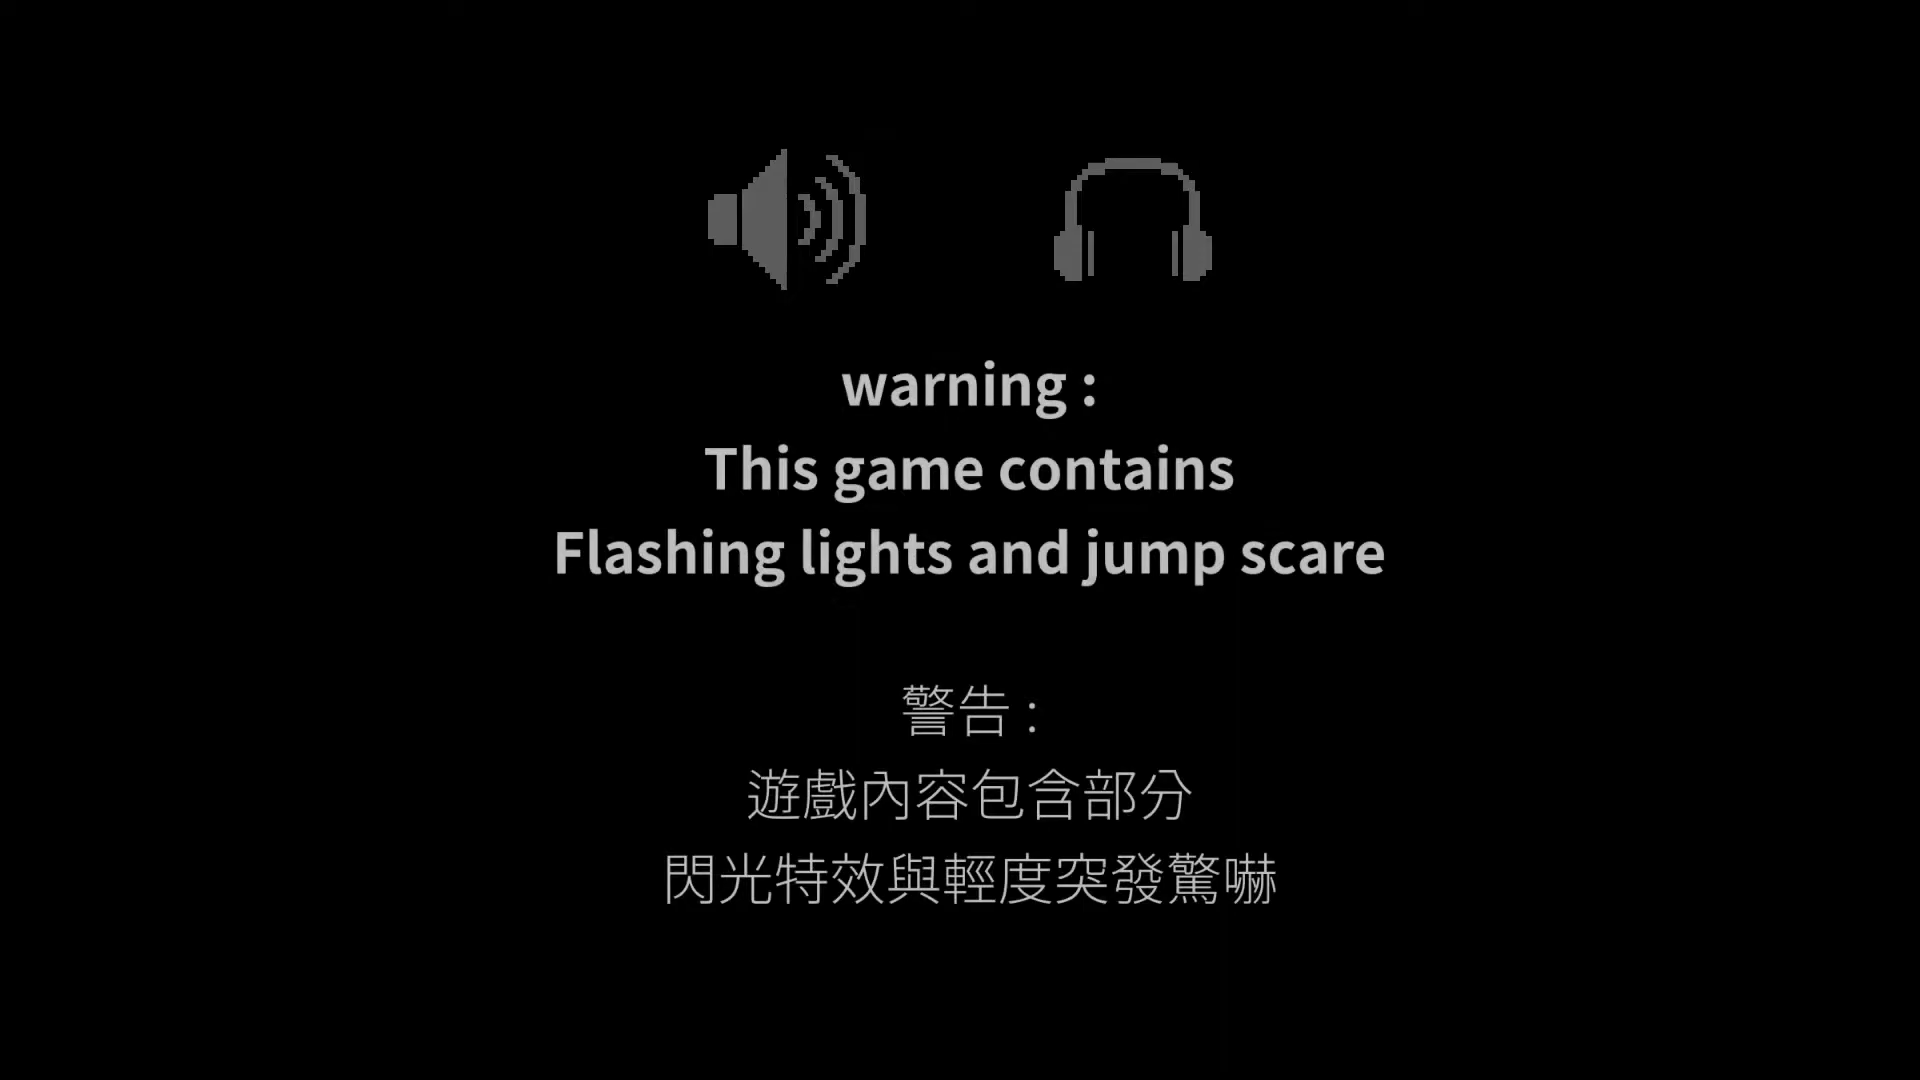 warning :
This game contains
Flashing lights and jump scare
警告 :
遊戲內容包含部分
閃光特效與輕度突發驚嚇